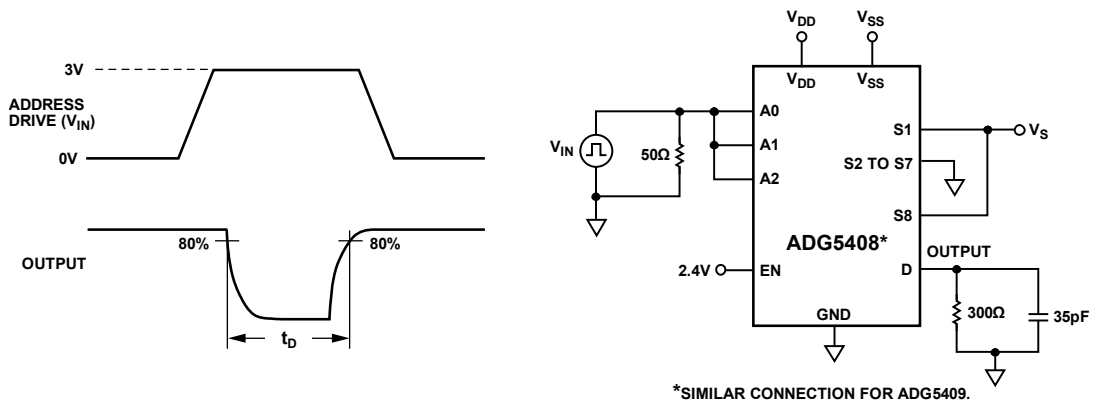 3V
ADDRESS
DRIVE (VIN)
0V
80%
80%
OUTPUT
tD
VDD
VSS
VDD
VSS
VIN
50Ω
A0
A1
A2
S1
VS
S2 TO S7
S8
ADG5408*
OUTPUT
2.4V
EN
D
GND
300Ω
35pF
*SIMILAR CONNECTION FOR ADG5409.